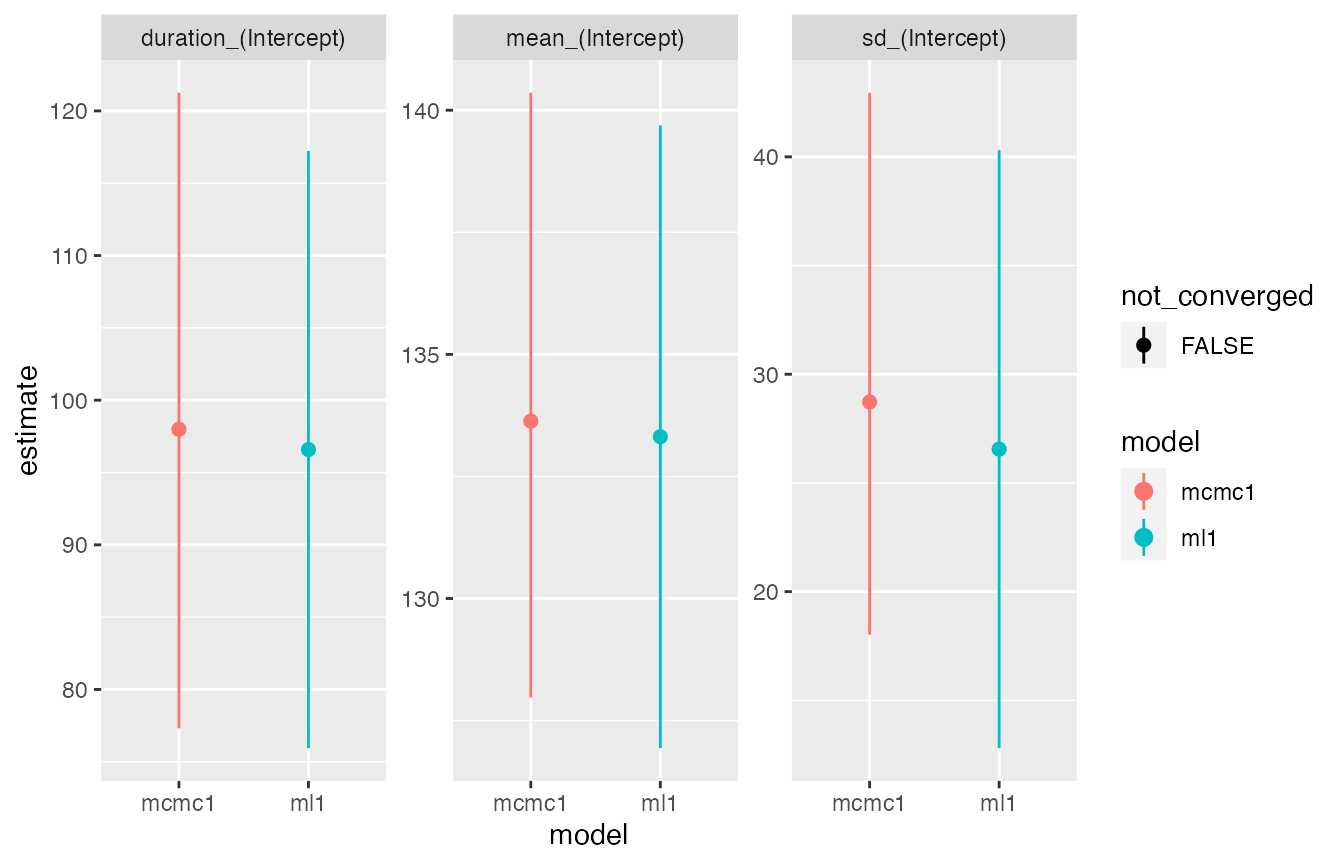 duration_(Intercept)
mean_(Intercept)
sd_(Intercept)
estimate
120
110
100
90
80
140
135
130
40
30
20
mcmc1
ml1
mcmc1
ml1
mcmc1
ml1
model
not_converged
FALSE
model
mcmc1
ml1